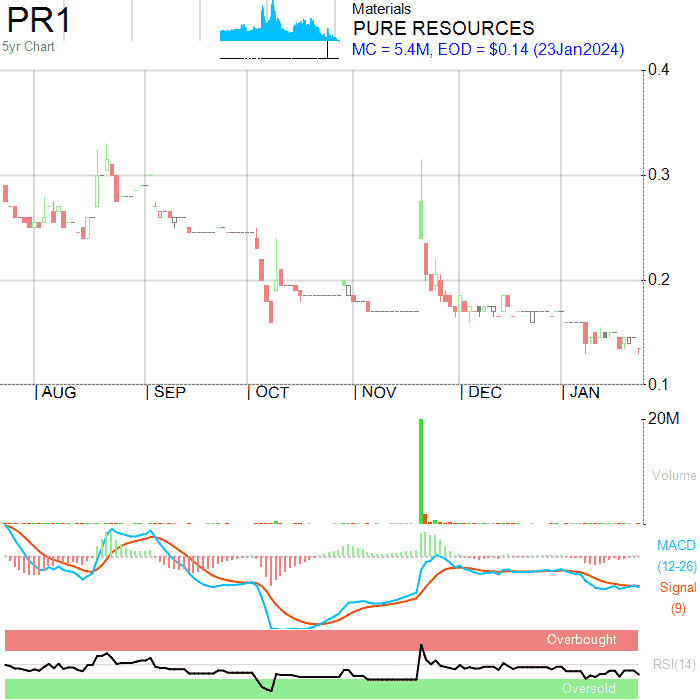 PR1
5yr Chart
Materials
PURE RESOURCES
MC = 5.4M, EOD = $0.14 (23Jan2024)
0.4
0.3
0.2
0.1
AUG SEP OCT NOV DEC JAN
20M
Volume
MACD
(12-26)
Signal
(9)
Overbought
RSI(14)
Oversold